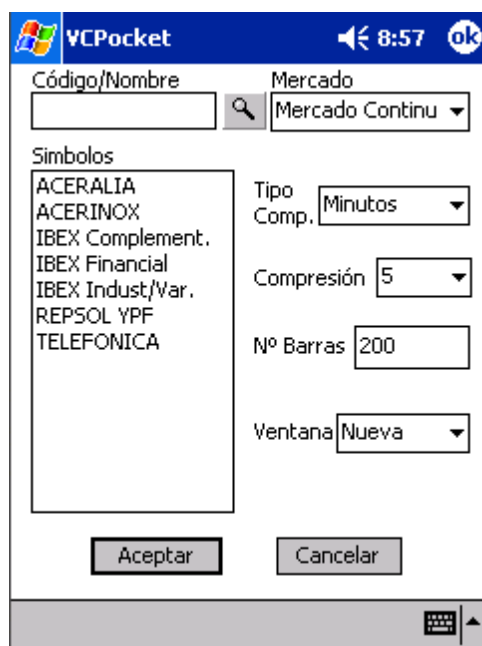 VCPocket 8:57 ok
Código/Nombre
Mercado
Mercado Continu
Simbolos
ACERALIA
ACERINOX
IBEX Complement.
IBEX Financial
IBEX Indust/Var.
REPSOL YPF
TELEFONICA
Tipo
Comp. Minutos
Compresión 5
Nº Barras 200
Ventana Nueva
Aceptar
Cancelar